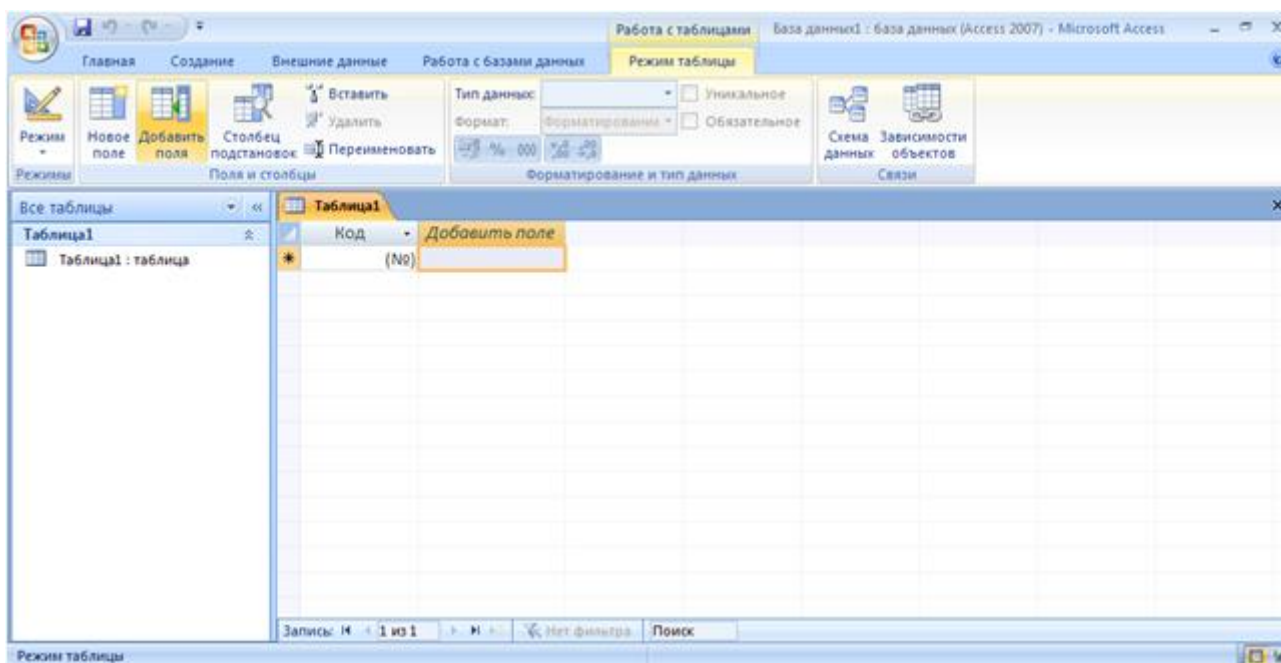 Работа с таблицами База данных1 : база данных (Access 2007) - Microsoft Access
Главная Создание Внешние данные Работа с базами данных Режим таблицы
Режим
Новое поле
Добавить поля
Столбец подстановок
Вставить
Удалить
Переименовать
Тип данных:
Формат: Форматирование
% 000
Уникальное
Обязательное
Схема данных
Зависимости объектов
Режимы Поля и столбцы Форматирование и тип данных Связи
Все таблицы
Таблица1
Таблица1 : таблица
Таблица1
Код Добавить поле
(№)
Запись: 1 из 1 Нет фильтра Поиск
Режим таблицы